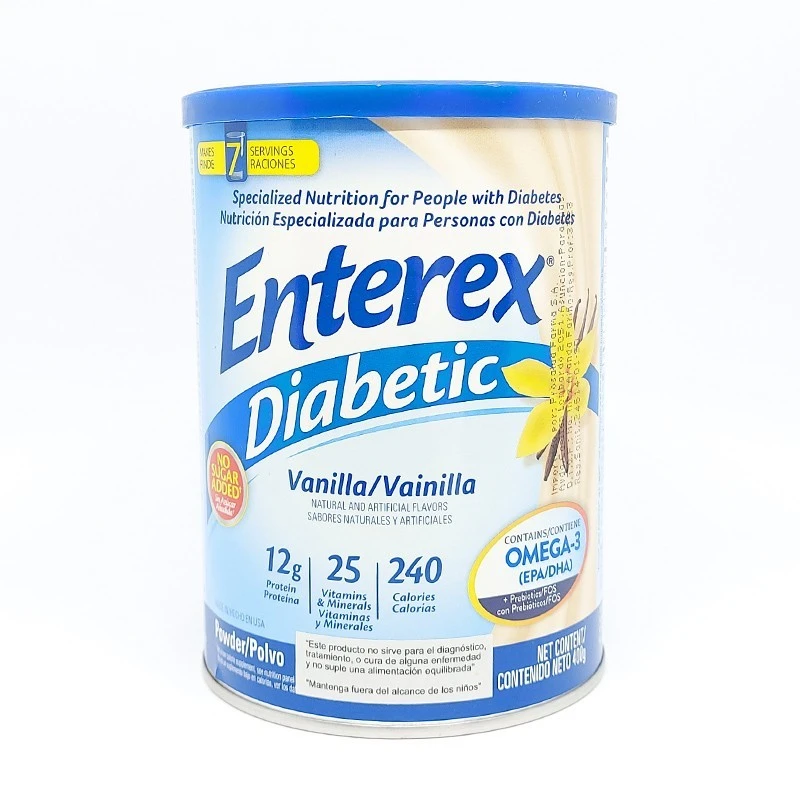 MAKES
RINDE
7
SERVINGS
RACIONES
Specialized Nutrition for People with Diabetes
Nutrición Especializada para Personas con Diabetes
Enterex®
Diabetic
NO
SUGAR
ADDED
Vanilla/Vainilla
NATURAL AND ARTIFICIAL FLAVORS
SABORES NATURALES Y ARTIFICIALES
12g
Protein
Proteína
25
Vitamins
& Minerals
Vitaminas
y Minerales
240
Calories
Calorías
CONTAINS/CONTIENE
OMEGA-3
(EPA/DHA)
+ Prebiotics/FOS
con Prebióticos/FOS
Powder/Polvo
"Este producto no sirve para el diagnóstico,
tratamiento, o cura de alguna enfermedad
y no suple una alimentación equilibrada"
"Mantenga fuera del alcance de los niños"
NET CONTENT/
CONTENIDO NETO 400g